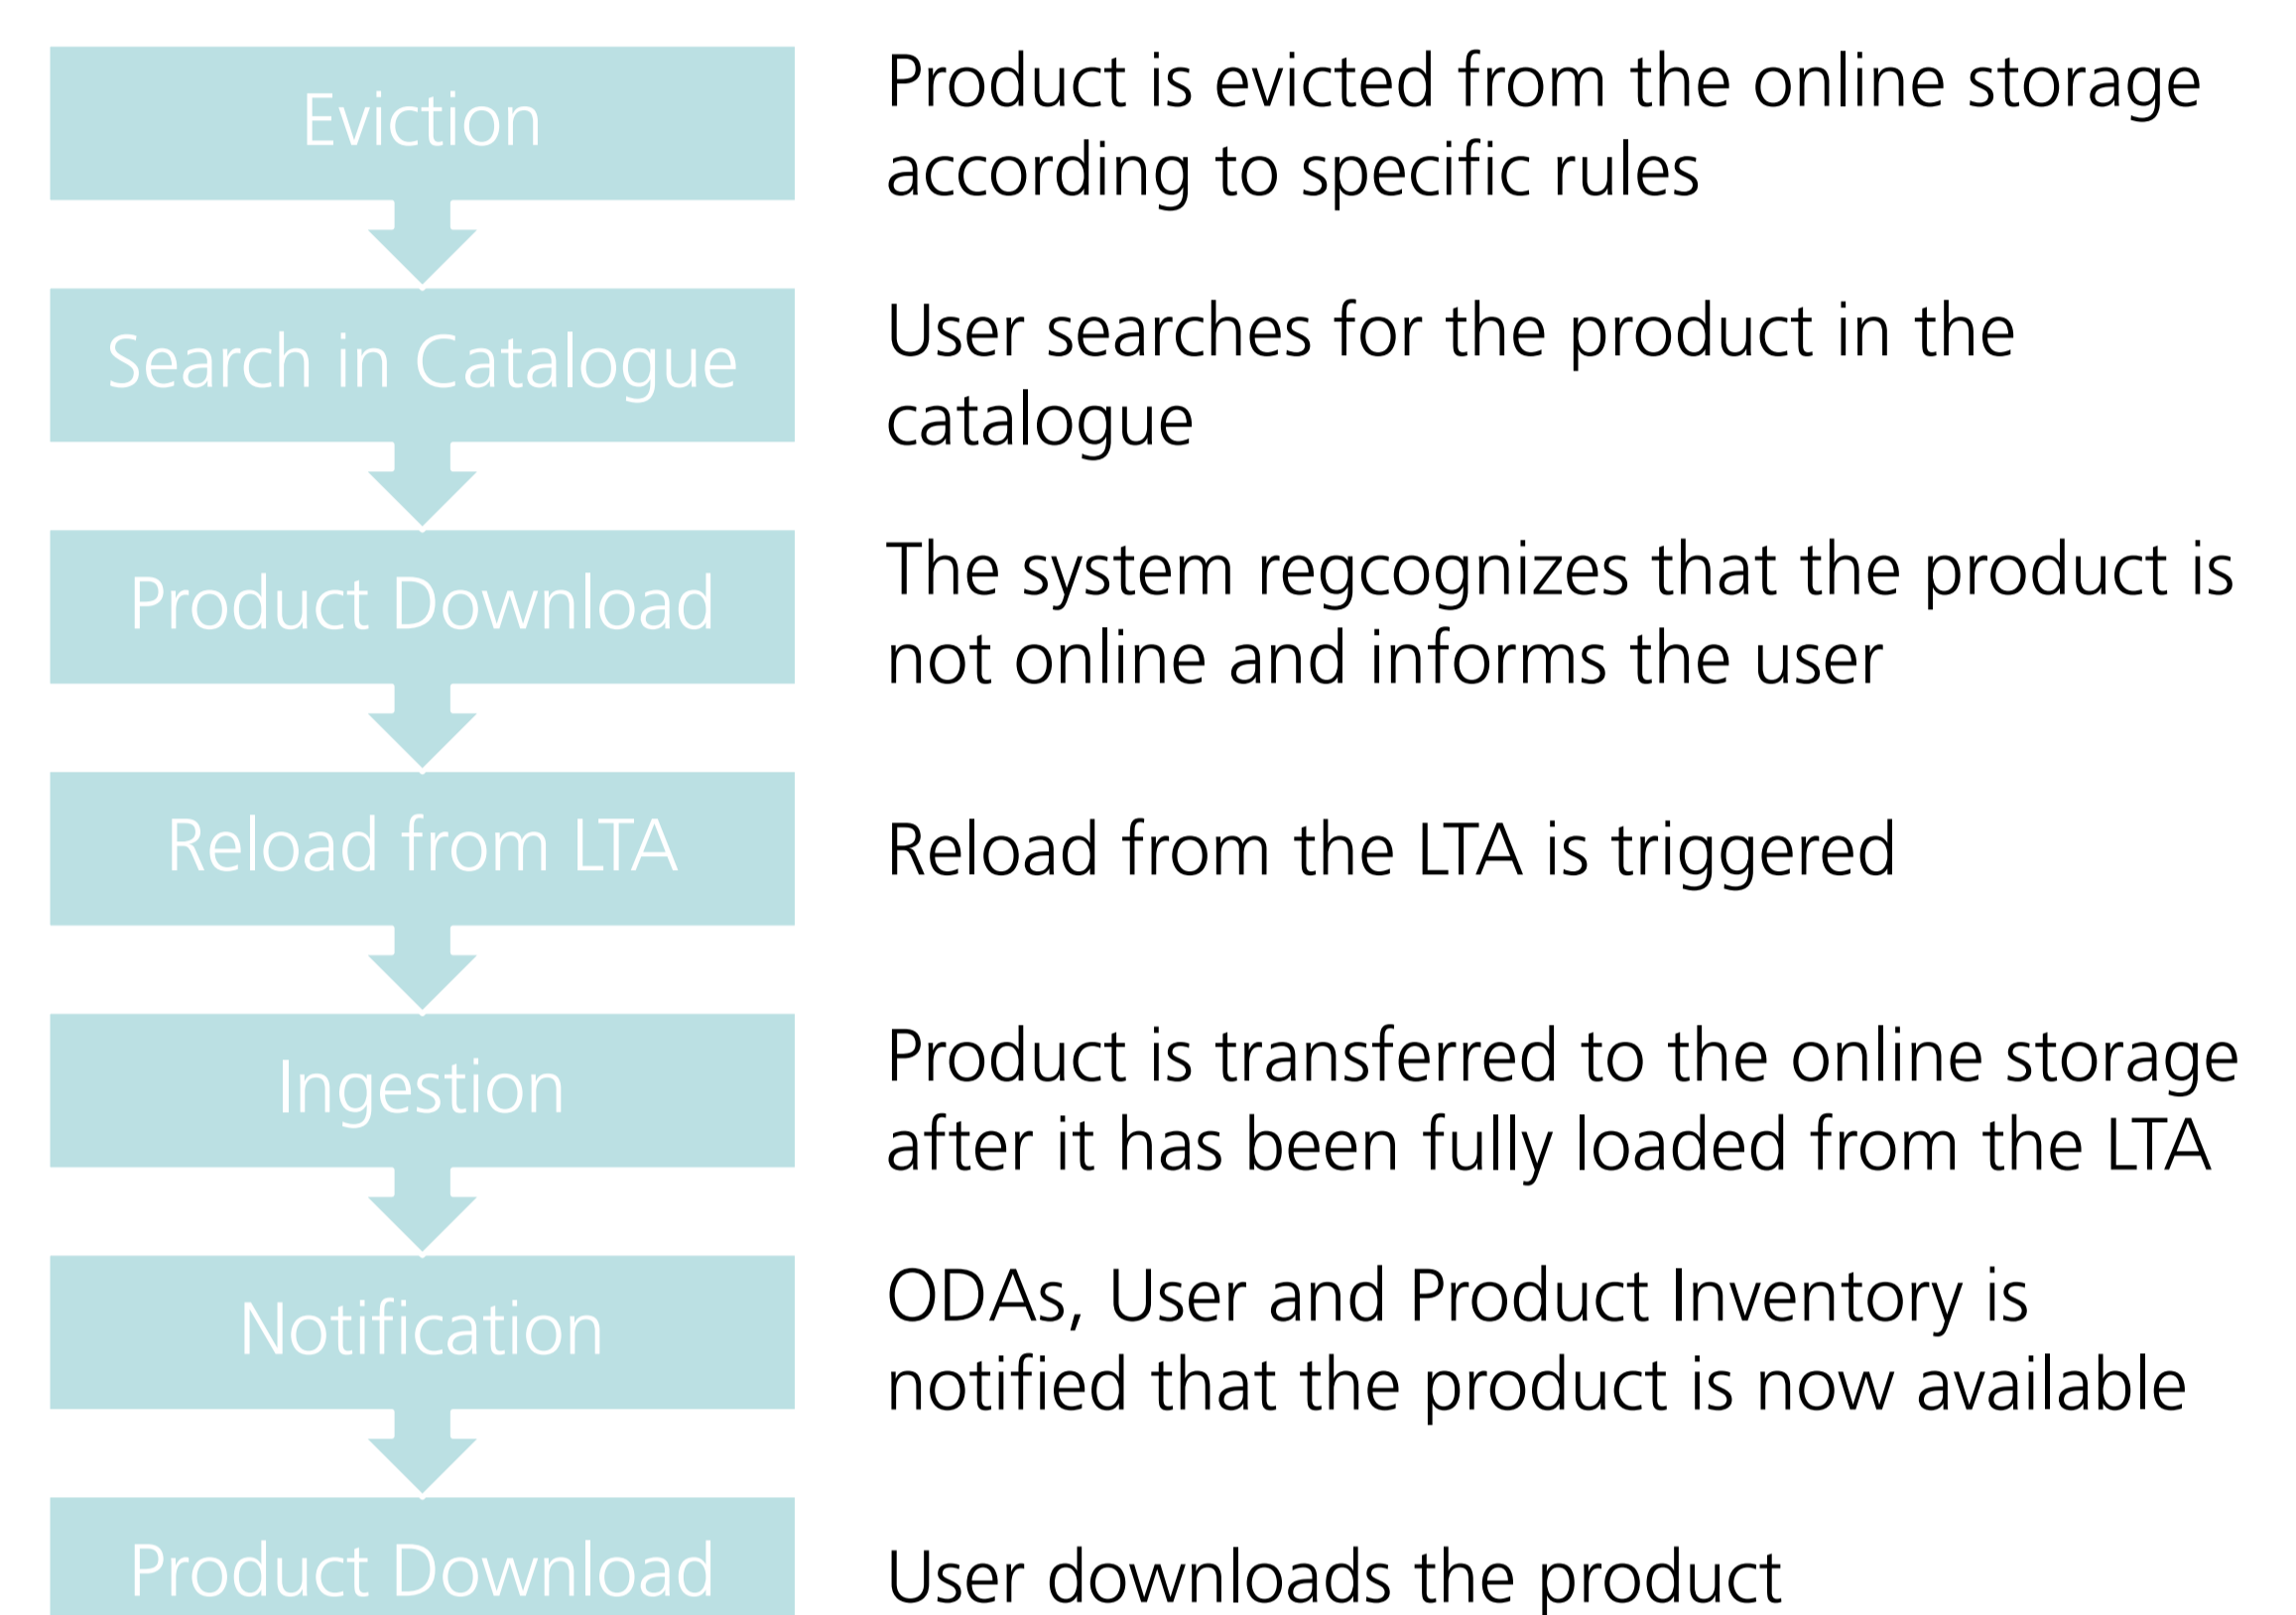 Eviction
Product is evicted from the online storage
according to specific rules
Search in Catalogue
User searches for the product in the
catalogue
Product Download
The system regcognizes that the product is
not online and informs the user
Reload from LTA
Reload from the LTA is triggered
Ingestion
Product is transferred to the online storage
after it has been fully loaded from the LTA
Notification
ODAs, User and Product Inventory is
notified that the product is now available
Product Download
User downloads the product